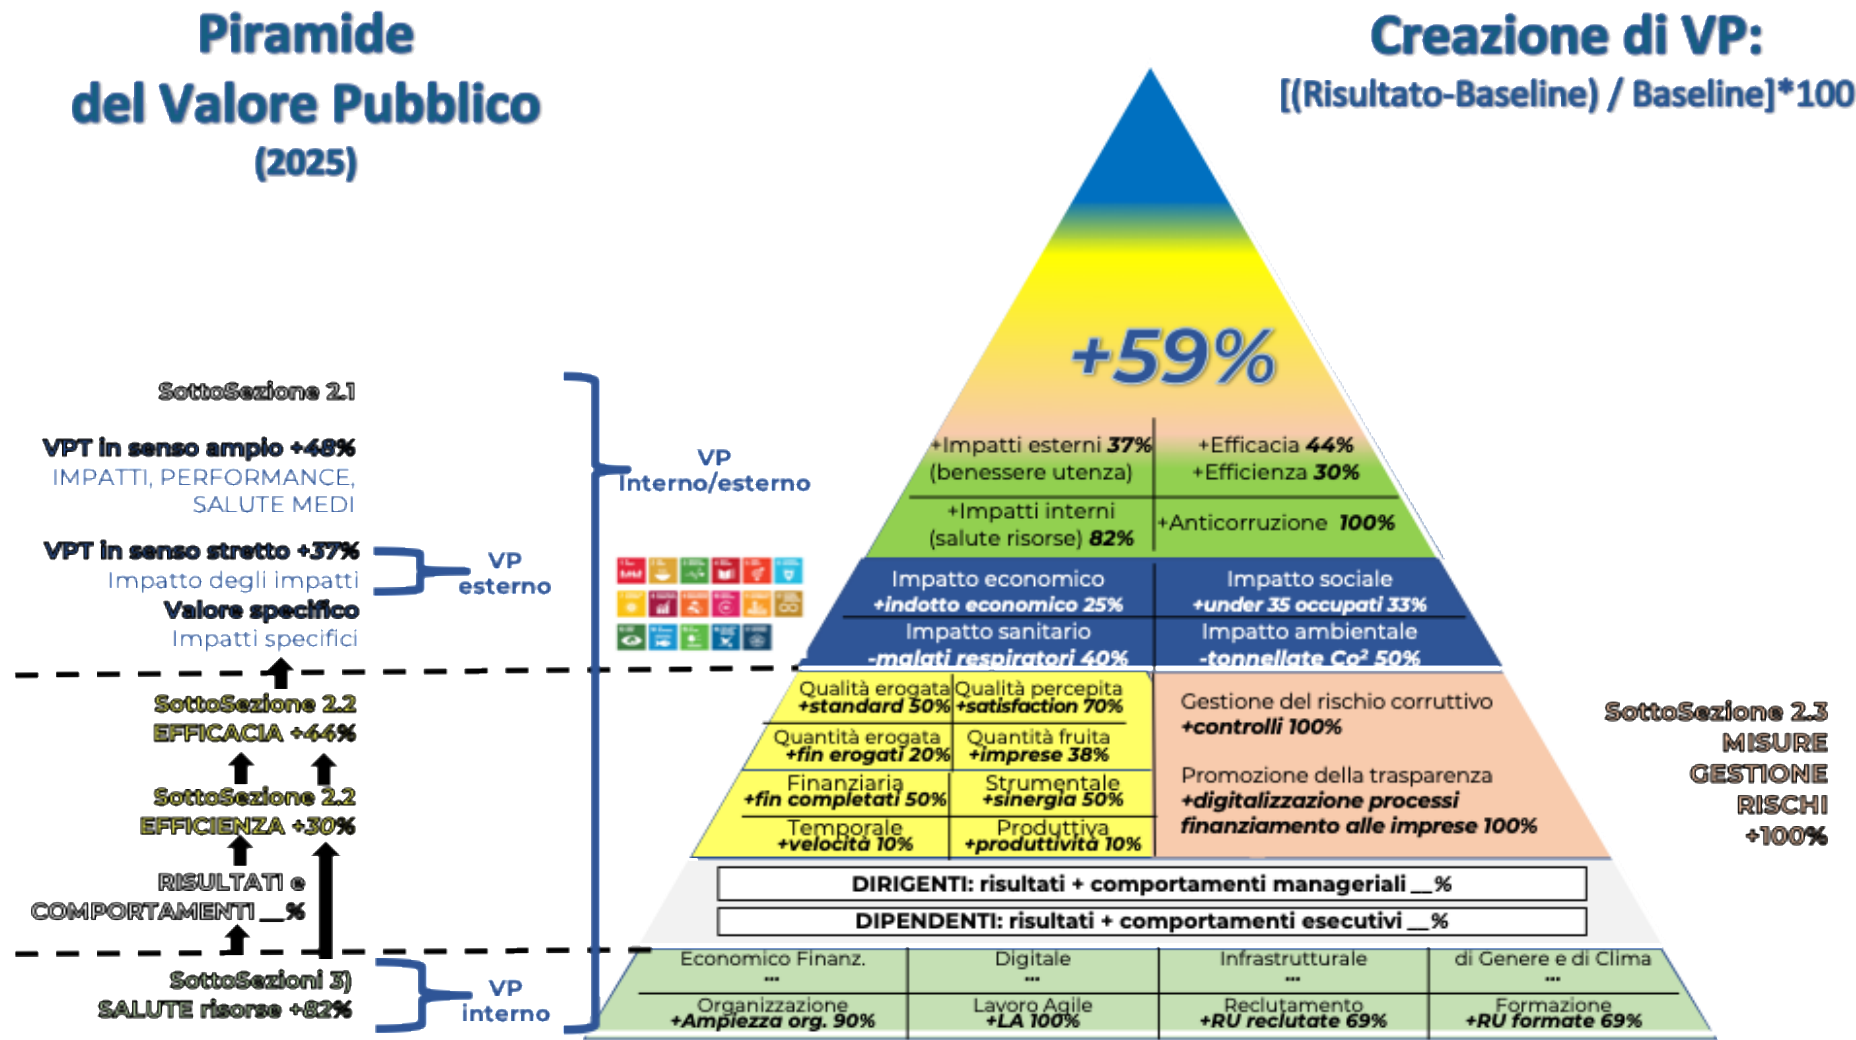 Piramide
del Valore Pubblico
(2025)
Creazione di VP:
[(Risultato-Baseline) / Baseline]*100
+59%
SottoSezione 2.1
VPT in senso ampio +48%
IMPATTI, PERFORMANCE,
SALUTE MEDI
VPT in senso stretto +37%
Impatto degli impatti
Valore specifico
Impatti specifici
VP
esterno
VP
Interno/esterno
SottoSezione 2.2
EFFICACIA +44%
SottoSezione 2.2
EFFICIENZA +30%
RISULTATI e
COMPORTAMENTI __%
SottoSezioni 3)
SALUTE risorse +82%
VP
interno
+Impatti esterni 37%
(benessere utenza)
+Efficacia 44%
+Efficienza 30%
+Impatti interni
(salute risorse) 82%
+Anticorruzione 100%
Impatto economico
+indotto economico 25%
Impatto sociale
+under 35 occupati 33%
Impatto sanitario
-malati respiratori 40%
Impatto ambientale
-tonnellate Co² 50%
Qualità erogata
+standard 50%
Qualità percepita
+satisfaction 70%
Quantità erogata
+fin erogati 20%
Quantità fruita
+imprese 38%
Finanziaria
+fin completati 50%
Strumentale
+sinergia 50%
Temporale
+velocità 10%
Produttiva
+produttività 10%
Gestione del rischio corruttivo
+controlli 100%
Promozione della trasparenza
+digitalizzazione processi
finanziamento alle imprese 100%
SottoSezione 2.3
MISURE
GESTIONE
RISCHI
+100%
DIRIGENTI: risultati + comportamenti manageriali __%
DIPENDENTI: risultati + comportamenti esecutivi __%
Economico Finanz.
...
Digitale
...
Infrastrutturale
...
di Genere e di Clima
...
Organizzazione
+Ampiezza org. 90%
Lavoro Agile
+LA 100%
Reclutamento
+RU reclutate 69%
Formazione
+RU formate 69%